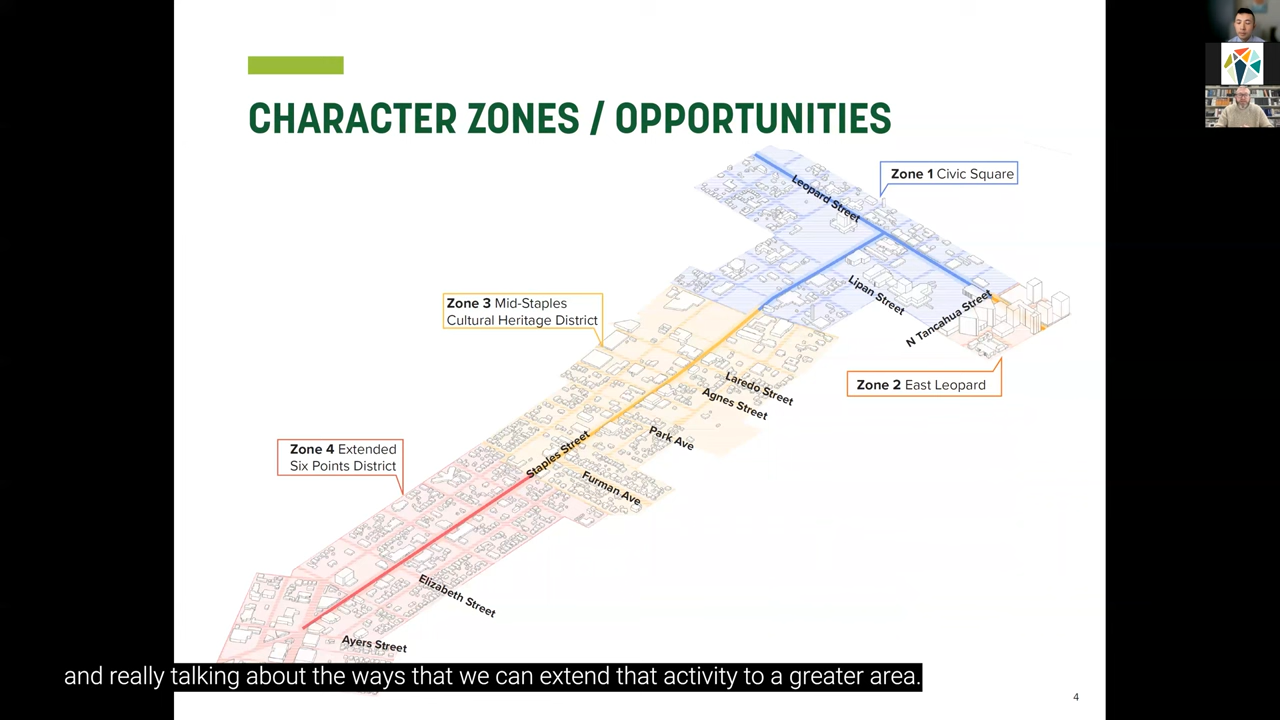 CHARACTER ZONES / OPPORTUNITIES
Zone 1 Civic Square
Leopard Street
Lipan Street
N Tancahua Street
Zone 2 East Leopard
Zone 3 Mid-Staples
Cultural Heritage District
Laredo Street
Agnes Street
Park Ave
Staples Street
Furman Ave
Zone 4 Extended
Six Points District
Elizabeth Street
Ayers Street
and really talking about the ways that we can extend that activity to a greater area.
4